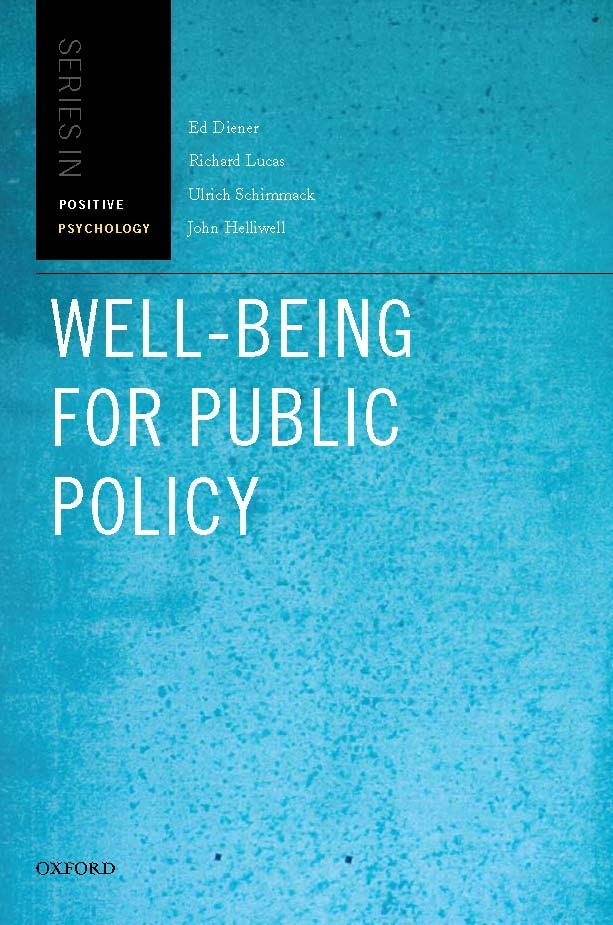 SERIES IN
POSITIVE
PSYCHOLOGY
Ed Diener
Richard Lucas
Ulrich Schimmack
John Helliwell
WELL-BEING
FOR PUBLIC
POLICY
OXFORD